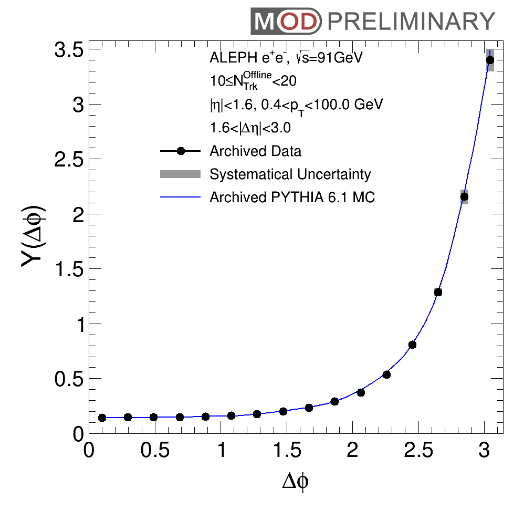 MOD PRELIMINARY
ALEPH e⁺e⁻, √s=91GeV
10≤N_Trk^Offline<20
|η|<1.6, 0.4<p_T<100.0 GeV
1.6<|Δη|<3.0
Archived Data
Systematical Uncertainty
Archived PYTHIA 6.1 MC
Y(Δϕ)
3.5
3
2.5
2
1.5
1
0.5
0
0 0.5 1 1.5 2 2.5 3
Δϕ